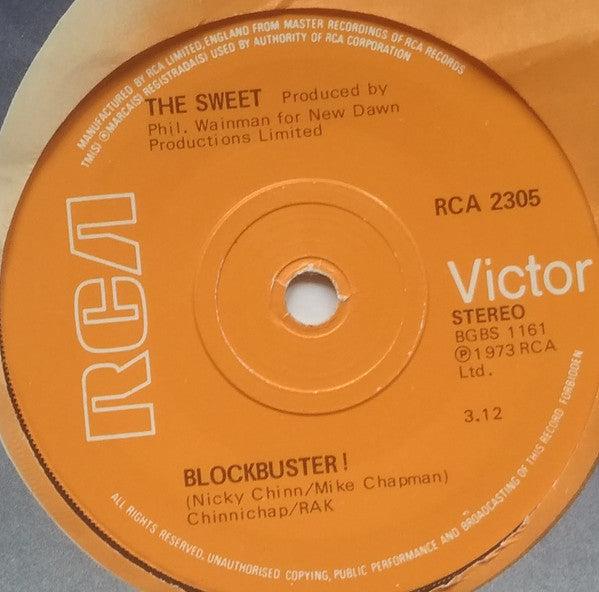 MANUFACTURED BY RCA LIMITED, ENGLAND FROM MASTER RECORDINGS OF RCA RECORDS
TM(S) ® MARCA(S) REGISTRADA(S) USED BY AUTHORITY OF RCA CORPORATION
THE SWEET Produced by
Phil. Wainman for New Dawn
Productions Limited
RCA
RCA 2305
Victor
STEREO
BGBS 1161
℗ 1973 RCA
Ltd.
3.12
BLOCKBUSTER!
(Nicky Chinn/Mike Chapman)
Chinnichap/RAK
ALL RIGHTS RESERVED. UNAUTHORISED COPYING, PUBLIC PERFORMANCE AND BROADCASTING OF THIS RECORD FORBIDDEN